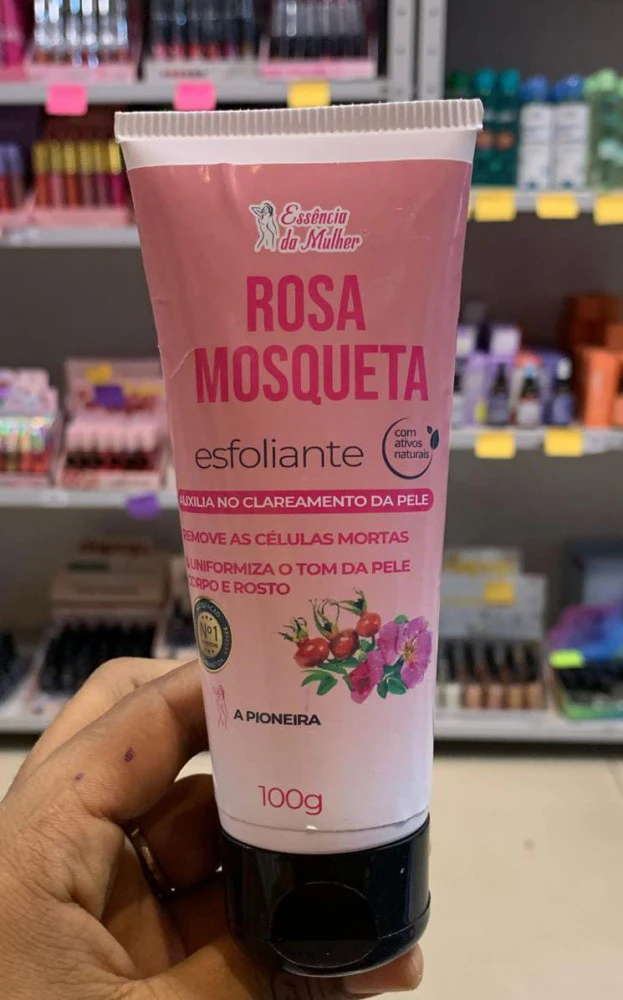 Essência
da Mulher
ROSA
MOSQUETA
esfoliante
com
ativos
naturais
AUXILIA NO CLAREAMENTO DA PELE
REMOVE AS CÉLULAS MORTAS
UNIFORMIZA O TOM DA PELE
CORPO E ROSTO
Nº1
A PIONEIRA
100g